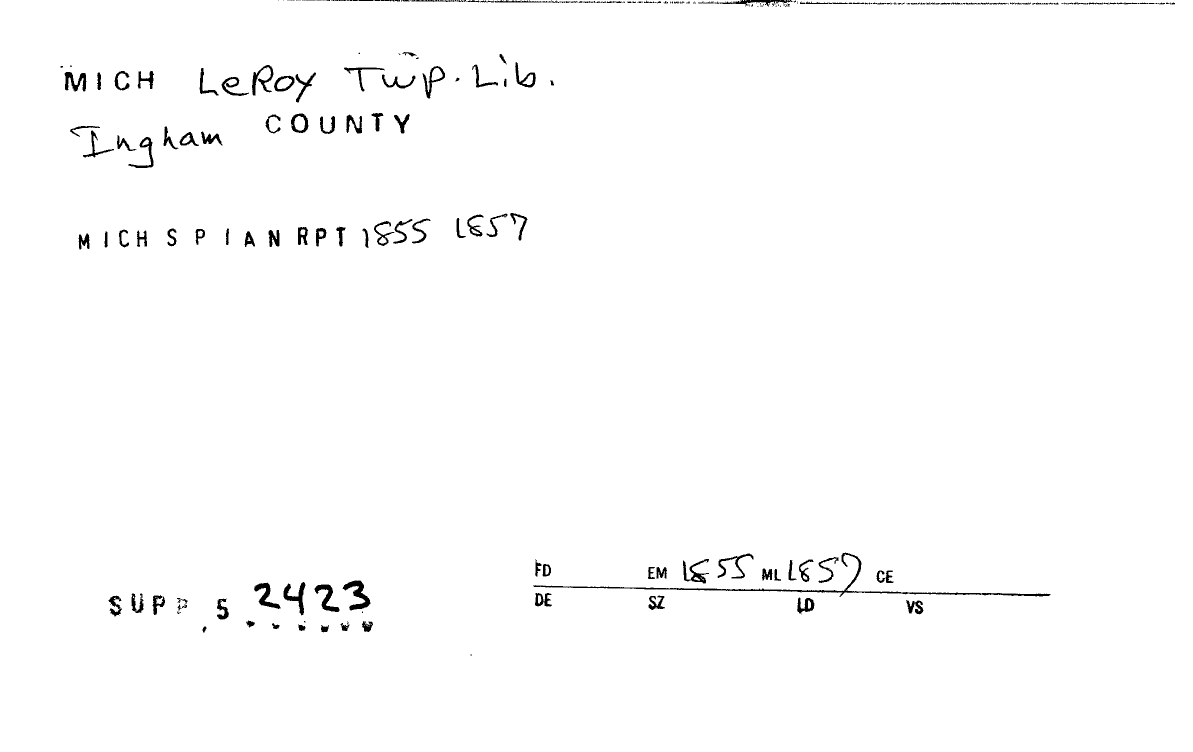 MICH LeRoy Twp. Lib.
Ingham COUNTY
MICH S P I A N RPT 1855 1857
SUPP 5 2423
FD EM 1855 ML 1857 CE
DE SZ LD VS